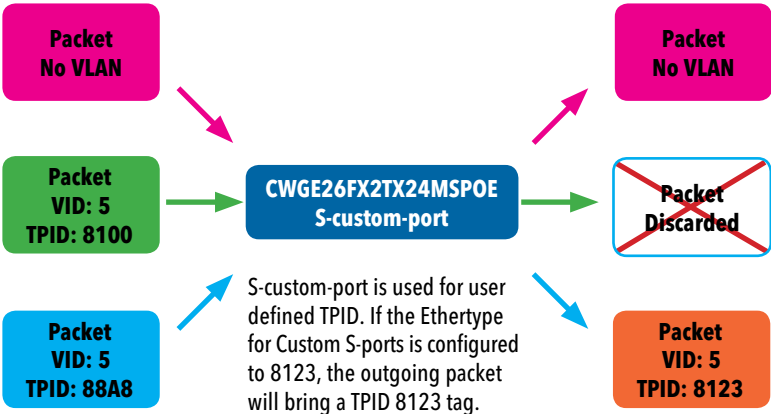 Packet
No VLAN
Packet
No VLAN
Packet
VID: 5
TPID: 8100
CWGE26FX2TX24MSPOE
S-custom-port
Packet
Discarded
Packet
VID: 5
TPID: 88A8
S-custom-port is used for user
defined TPID. If the Ethertype
for Custom S-ports is configured
to 8123, the outgoing packet
will bring a TPID 8123 tag.
Packet
VID: 5
TPID: 8123